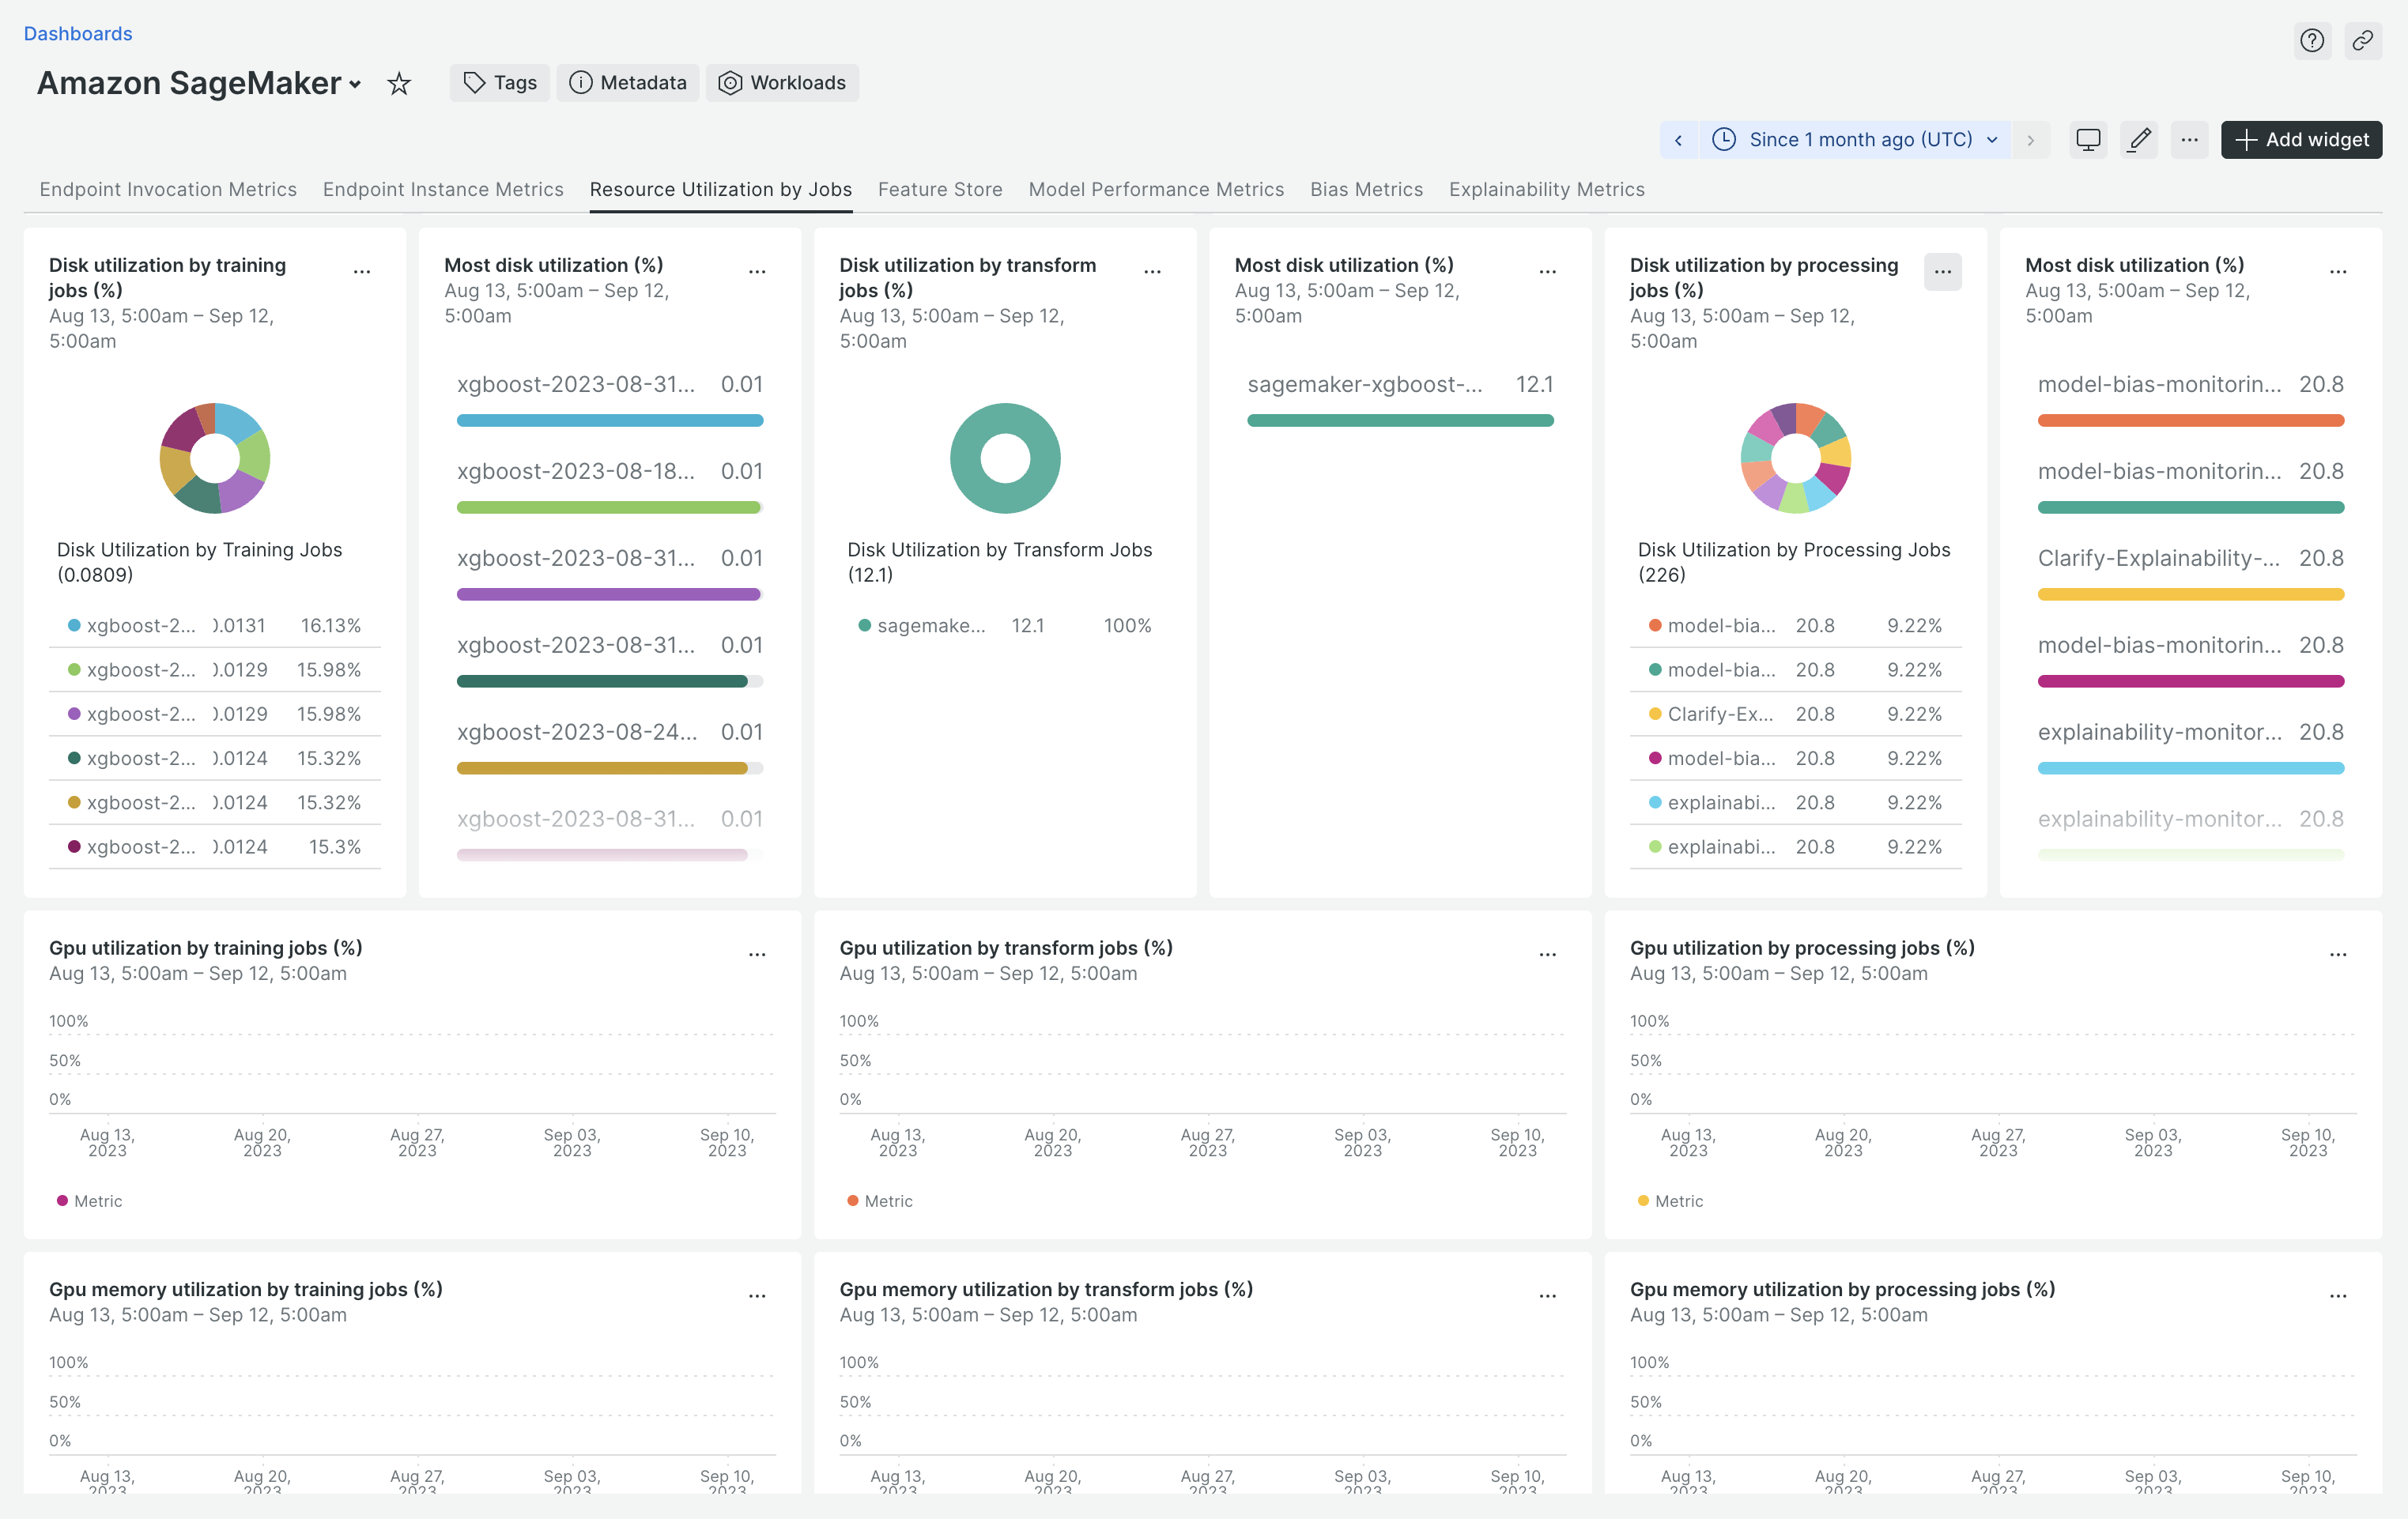 Dashboards
Amazon SageMaker
Tags
Metadata
Workloads
Since 1 month ago (UTC)
Add widget
Endpoint Invocation Metrics
Endpoint Instance Metrics
Resource Utilization by Jobs
Feature Store
Model Performance Metrics
Bias Metrics
Explainability Metrics
Disk utilization by training
jobs (%)
Aug 13, 5:00am – Sep 12,
5:00am
Disk Utilization by Training Jobs
(0.0809)
xgboost-2... 0.0131 16.13%
xgboost-2... 0.0129 15.98%
xgboost-2... 0.0129 15.98%
xgboost-2... 0.0124 15.32%
xgboost-2... 0.0124 15.32%
xgboost-2... 0.0124 15.3%
Most disk utilization (%)
Aug 13, 5:00am – Sep 12,
5:00am
xgboost-2023-08-31... 0.01
xgboost-2023-08-18... 0.01
xgboost-2023-08-31... 0.01
xgboost-2023-08-31... 0.01
xgboost-2023-08-24... 0.01
xgboost-2023-08-31... 0.01
Disk utilization by transform
jobs (%)
Aug 13, 5:00am – Sep 12,
5:00am
Disk Utilization by Transform Jobs
(12.1)
sagemake... 12.1 100%
Most disk utilization (%)
Aug 13, 5:00am – Sep 12,
5:00am
sagemaker-xgboost-... 12.1
Disk utilization by processing
jobs (%)
Aug 13, 5:00am – Sep 12,
5:00am
Disk Utilization by Processing Jobs
(226)
model-bia... 20.8 9.22%
model-bia... 20.8 9.22%
Clarify-Ex... 20.8 9.22%
model-bia... 20.8 9.22%
explainabi... 20.8 9.22%
explainabi... 20.8 9.22%
Most disk utilization (%)
Aug 13, 5:00am – Sep 12,
5:00am
model-bias-monitorin... 20.8
model-bias-monitorin... 20.8
Clarify-Explainability-... 20.8
model-bias-monitorin... 20.8
explainability-monitor... 20.8
explainability-monitor... 20.8
Gpu utilization by training jobs (%)
Aug 13, 5:00am – Sep 12, 5:00am
100%
50%
0%
Aug 13, Aug 20, Aug 27, Sep 03, Sep 10,
2023 2023 2023 2023 2023
Metric
Gpu utilization by transform jobs (%)
Aug 13, 5:00am – Sep 12, 5:00am
100%
50%
0%
Aug 13, Aug 20, Aug 27, Sep 03, Sep 10,
2023 2023 2023 2023 2023
Metric
Gpu utilization by processing jobs (%)
Aug 13, 5:00am – Sep 12, 5:00am
100%
50%
0%
Aug 13, Aug 20, Aug 27, Sep 03, Sep 10,
2023 2023 2023 2023 2023
Metric
Gpu memory utilization by training jobs (%)
Aug 13, 5:00am – Sep 12, 5:00am
100%
50%
0%
Aug 13, Aug 20, Aug 27, Sep 03, Sep 10,
2023 2023 2023 2023 2023
Gpu memory utilization by transform jobs (%)
Aug 13, 5:00am – Sep 12, 5:00am
100%
50%
0%
Aug 13, Aug 20, Aug 27, Sep 03, Sep 10,
2023 2023 2023 2023 2023
Gpu memory utilization by processing jobs (%)
Aug 13, 5:00am – Sep 12, 5:00am
100%
50%
0%
Aug 13, Aug 20, Aug 27, Sep 03, Sep 10,
2023 2023 2023 2023 2023